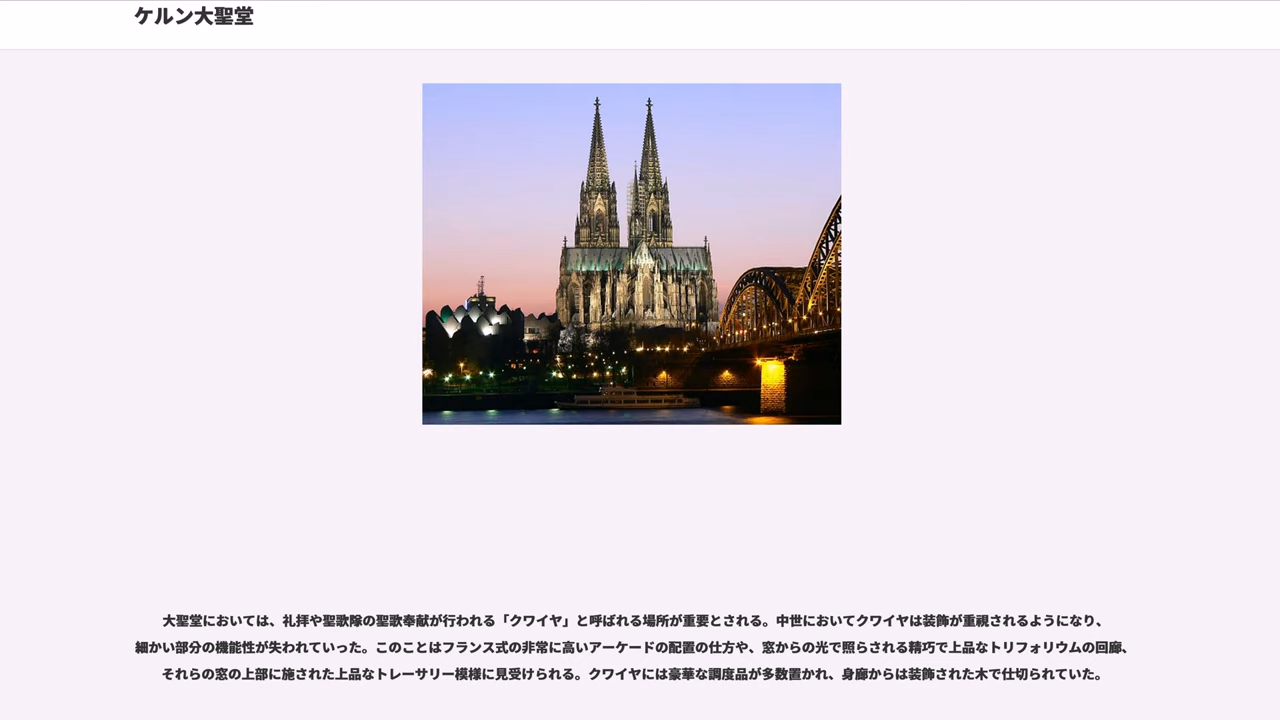 ケルン大聖堂
大聖堂においては、礼拝や聖歌隊の聖歌奉献が行われる「クワイヤ」と呼ばれる場所が重要とされる。中世においてクワイヤは装飾が重視されるようになり、
細かい部分の機能性が失われていった。このことはフランス式の非常に高いアーケードの配置の仕方や、窓からの光で照らされる精巧で上品なトリフォリウムの回廊、
それらの窓の上部に施された上品なトレーサリー模様に見受けられる。クワイヤには豪華な調度品が多数置かれ、身廊からは装飾された木で仕切られていた。